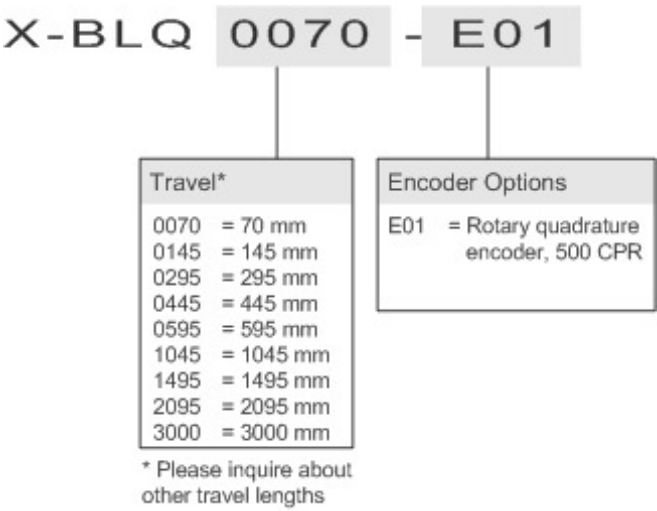 X-BLQ 0070 - E01
Travel*
0070 = 70 mm
0145 = 145 mm
0295 = 295 mm
0445 = 445 mm
0595 = 595 mm
1045 = 1045 mm
1495 = 1495 mm
2095 = 2095 mm
3000 = 3000 mm
* Please inquire about
other travel lengths
Encoder Options
E01 = Rotary quadrature
encoder, 500 CPR